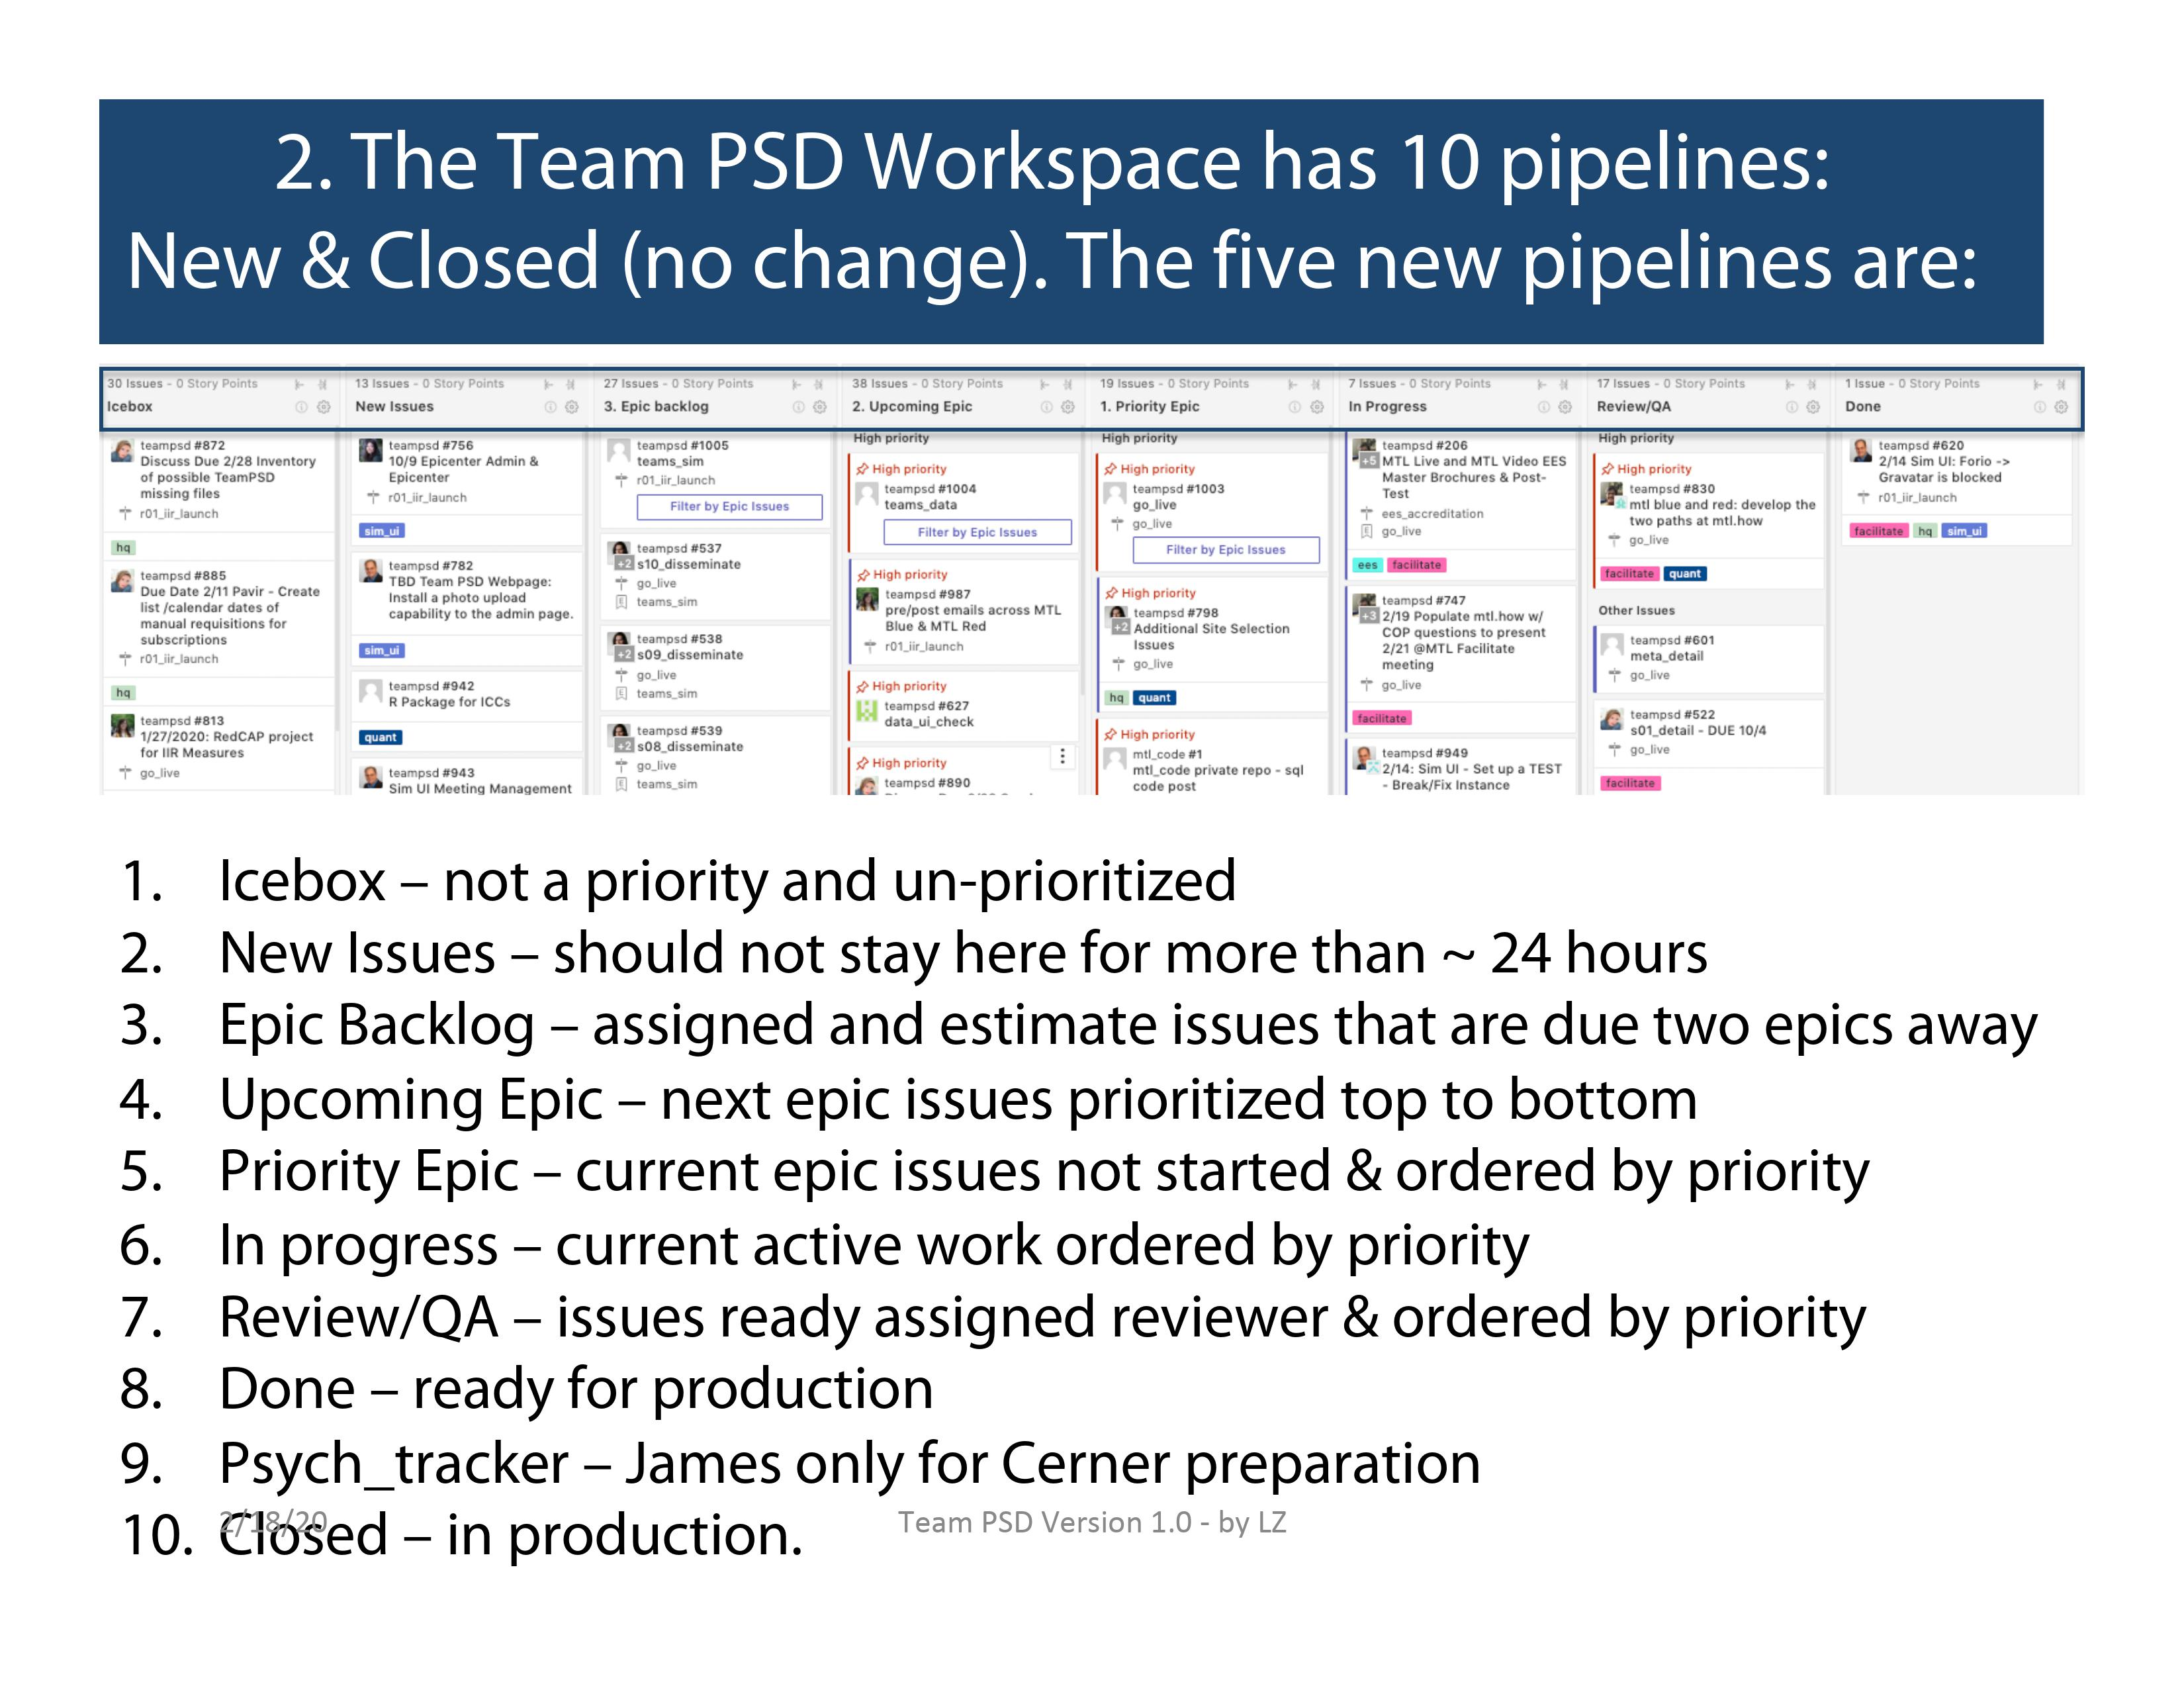 2. The Team PSD Workspace has 10 pipelines:
New & Closed (no change). The five new pipelines are:
30 Issues - 0 Story Points
Icebox
teampsd #872
Discuss Due 2/28 Inventory
of possible TeamPSD
missing files
r01_iir_launch
hq
teampsd #885
Due Date 2/11 Pavir - Create
list /calendar dates of
manual requisitions for
subscriptions
r01_iir_launch
hq
teampsd #813
1/27/2020: RedCAP project
for IIR Measures
go_live
13 Issues - 0 Story Points
New Issues
teampsd #756
10/9 Epicenter Admin &
Epicenter
r01_iir_launch
sim_ui
teampsd #782
TBD Team PSD Webpage:
Install a photo upload
capability to the admin page.
sim_ui
teampsd #942
R Package for ICCs
quant
teampsd #943
Sim UI Meeting Management
27 Issues - 0 Story Points
3. Epic backlog
teampsd #1005
teams_sim
r01_iir_launch
Filter by Epic Issues
teampsd #537
+2 s10_disseminate
go_live
teams_sim
teampsd #538
+2 s09_disseminate
go_live
teams_sim
teampsd #539
+2 s08_disseminate
go_live
teams_sim
38 Issues - 0 Story Points
2. Upcoming Epic
High priority
High priority
teampsd #1004
teams_data
Filter by Epic Issues
High priority
teampsd #987
pre/post emails across MTL
Blue & MTL Red
r01_iir_launch
High priority
teampsd #627
data_ui_check
High priority
teampsd #890
19 Issues - 0 Story Points
1. Priority Epic
High priority
High priority
teampsd #1003
go_live
go_live
Filter by Epic Issues
High priority
teampsd #798
+2 Additional Site Selection
Issues
go_live
hq quant
High priority
mtl_code #1
mtl_code private repo - sql
code post
7 Issues - 0 Story Points
In Progress
teampsd #206
+5 MTL Live and MTL Video EES
Master Brochures & Post-
Test
ees_accreditation
go_live
ees facilitate
teampsd #747
+3 2/19 Populate mtl.how w/
COP questions to present
2/21 @MTL Facilitate
meeting
go_live
facilitate
teampsd #949
2/14: Sim UI - Set up a TEST
- Break/Fix Instance
17 Issues - 0 Story Points
Review/QA
High priority
High priority
teampsd #830
mtl blue and red: develop the
two paths at mtl.how
go_live
facilitate quant
Other Issues
teampsd #601
meta_detail
go_live
teampsd #522
s01_detail - DUE 10/4
go_live
facilitate
1 Issue - 0 Story Points
Done
teampsd #620
2/14 Sim UI: Forio ->
Gravatar is blocked
r01_iir_launch
facilitate hq sim_ui
1. Icebox – not a priority and un-prioritized
2. New Issues – should not stay here for more than ~ 24 hours
3. Epic Backlog – assigned and estimate issues that are due two epics away
4. Upcoming Epic – next epic issues prioritized top to bottom
5. Priority Epic – current epic issues not started & ordered by priority
6. In progress – current active work ordered by priority
7. Review/QA – issues ready assigned reviewer & ordered by priority
8. Done – ready for production
9. Psych_tracker – James only for Cerner preparation
10. Closed – in production.
2/18/20
Team PSD Version 1.0 - by LZ